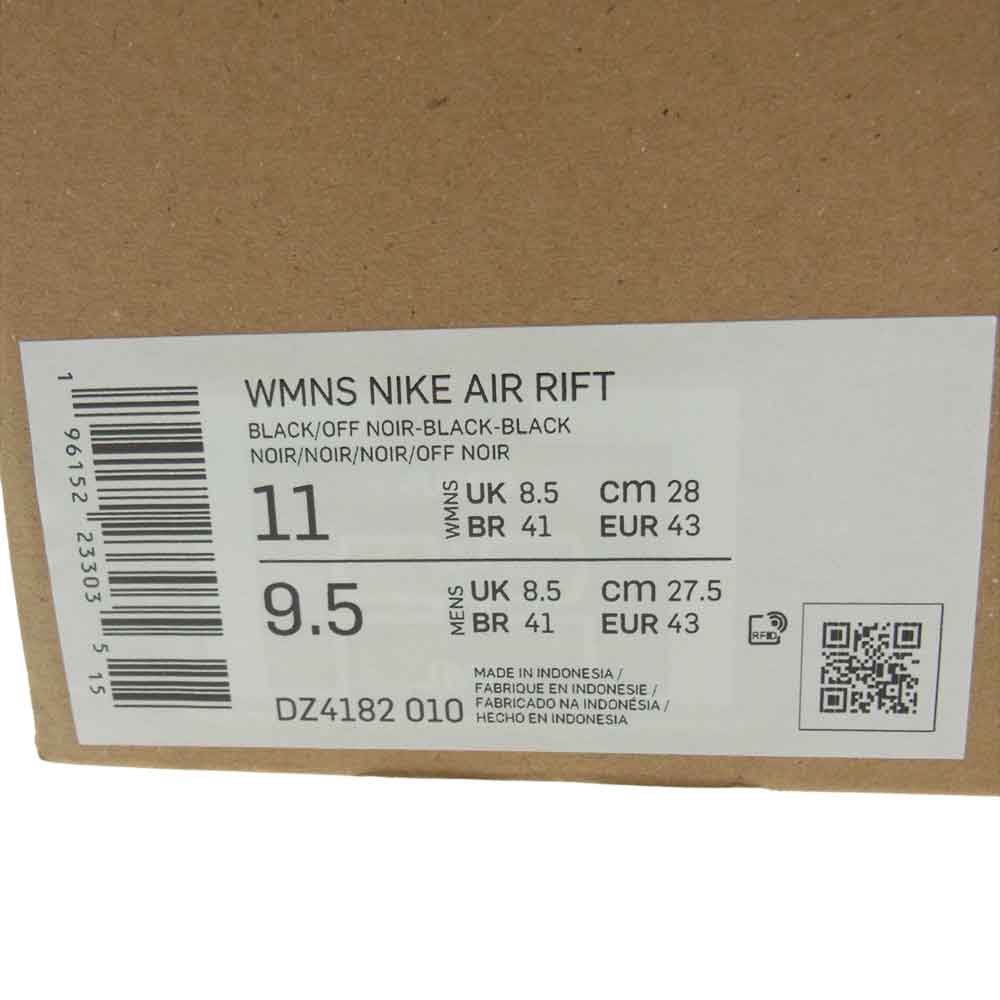 WMNS NIKE AIR RIFT
BLACK/OFF NOIR-BLACK-BLACK
NOIR/NOIR/NOIR/OFF NOIR
11 WMNS UK 8.5 cm 28
BR 41 EUR 43
9.5 MENS UK 8.5 cm 27.5
BR 41 EUR 43
RFID
DZ4182 010
MADE IN INDONESIA /
FABRIQUE EN INDONESIE /
FABRICADO NA INDONÉSIA /
HECHO EN INDONESIA
1 96152 23303 5 15